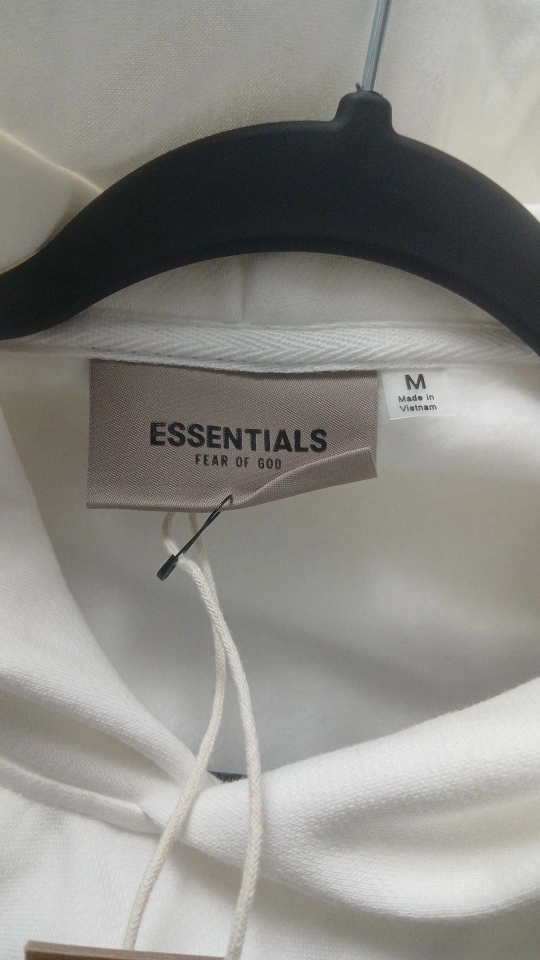 ESSENTIALS
FEAR OF GOD
M
Made in
Vietnam